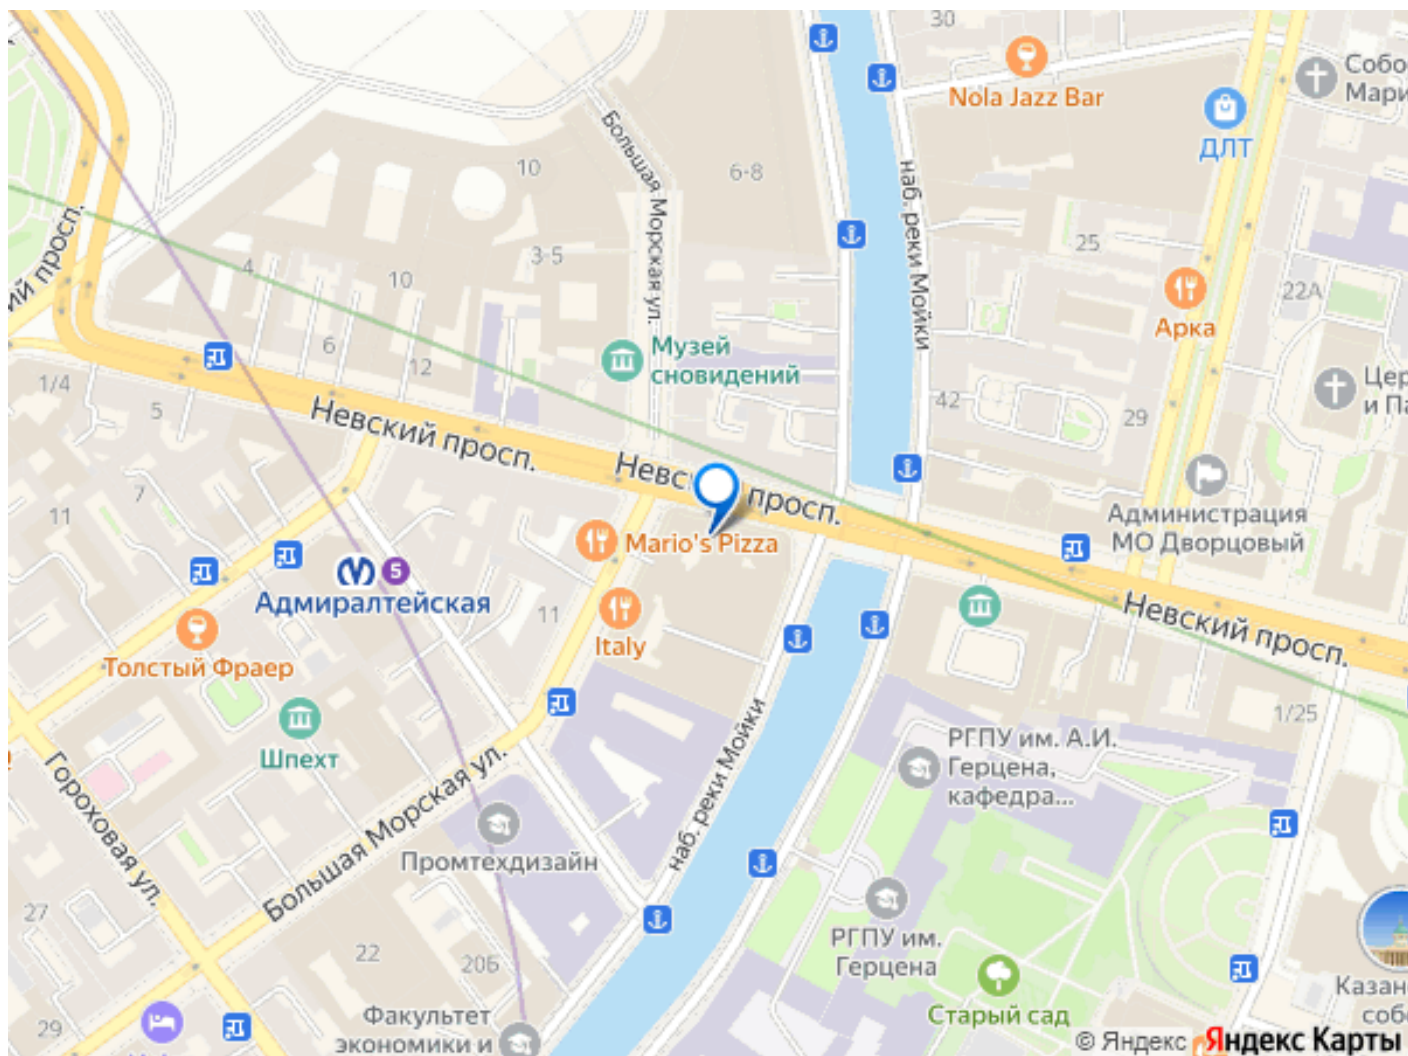 30
Nola Jazz Bar
Собо
Мари
ДЛТ
Большая Морская ул.
10
6-8
наб. реки Мойки
25
3-5
4
10
22А
ий просп.
Арка
6
12
Музей
сновидений
1/4
5
Цер
и Па
42
29
Невский просп.
Невск
просп.
7
11
Администрация
МО Дворцовый
Mario's Pizza
5
Адмиралтейская
11
Italy
Невский просп.
Толстый Фраер
Шпехт
1/25
наб. реки Мойки
РГПУ им. А.И.
Герцена,
кафедра...
Гороховая ул.
Большая Морская ул.
Промтехдизайн
27
22
20Б
РГПУ им.
Герцена
Старый сад
Казан
собо
29
Факультет
экономики и
© Яндекс Яндекс Карты